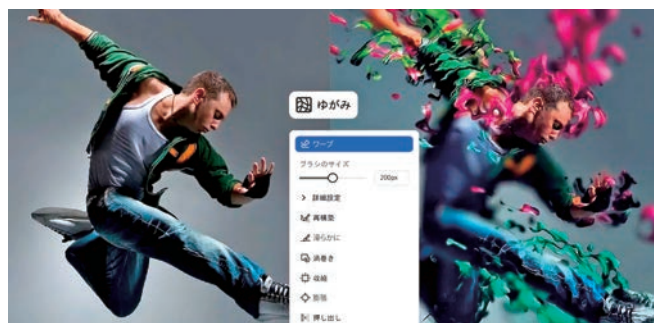 ゆがみ
ワープ
ブラシのサイズ
200px
詳細設定
再構築
滑らかに
渦巻き
収縮
膨張
押し出し